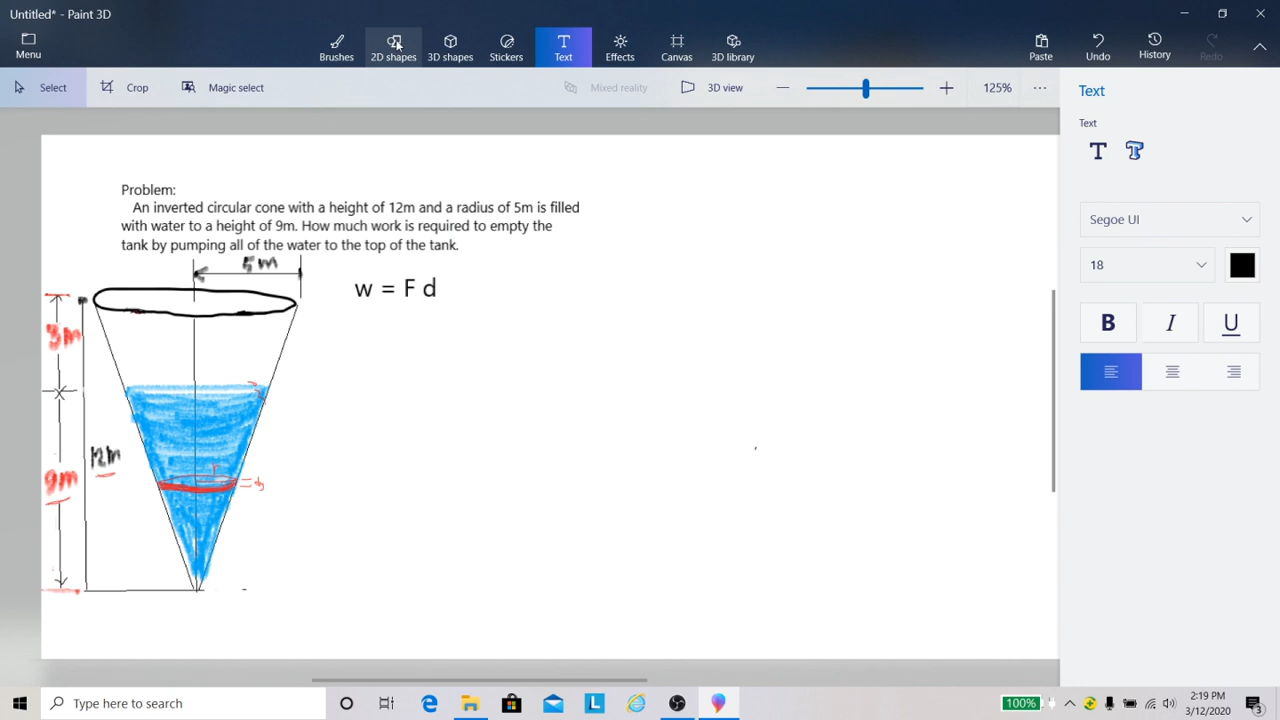 Untitled* - Paint 3D
Menu
Brushes
2D shapes
3D shapes
Stickers
Text
Effects
Canvas
3D library
Paste
Undo
History
Redo
Select
Crop
Magic select
Mixed reality
3D view
125%
Text
Text
Segoe UI
18
B I U
Problem:
An inverted circular cone with a height of 12m and a radius of 5m is filled
with water to a height of 9m. How much work is required to empty the
tank by pumping all of the water to the top of the tank.
5m
w = F d
3m
12m
9m
r
Type here to search
100%
2:19 PM
3/12/2020
3